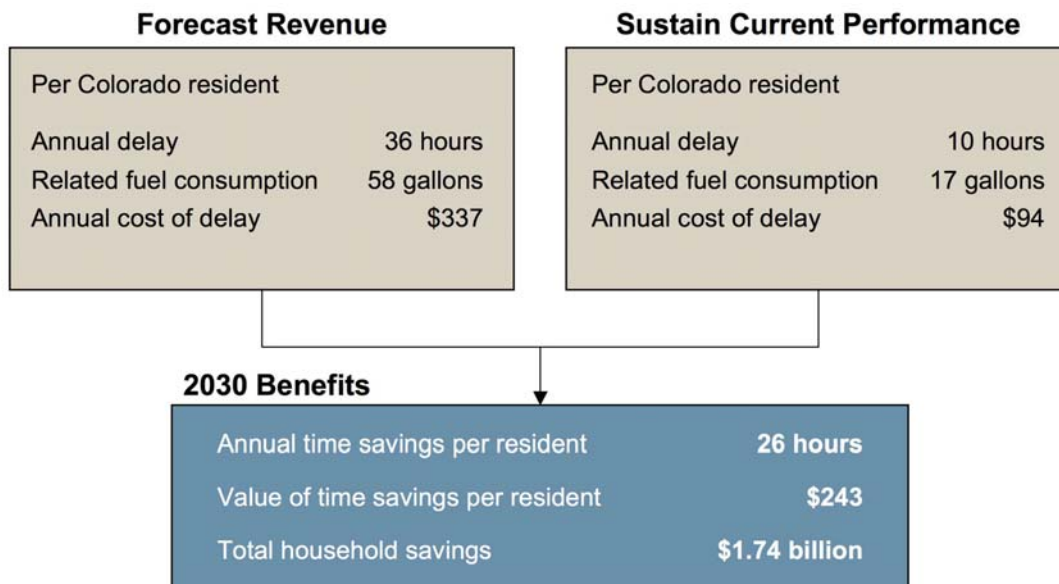 Forecast Revenue
Per Colorado resident
Annual delay 36 hours
Related fuel consumption 58 gallons
Annual cost of delay $337
Sustain Current Performance
Per Colorado resident
Annual delay 10 hours
Related fuel consumption 17 gallons
Annual cost of delay $94
2030 Benefits
Annual time savings per resident 26 hours
Value of time savings per resident $243
Total household savings $1.74 billion